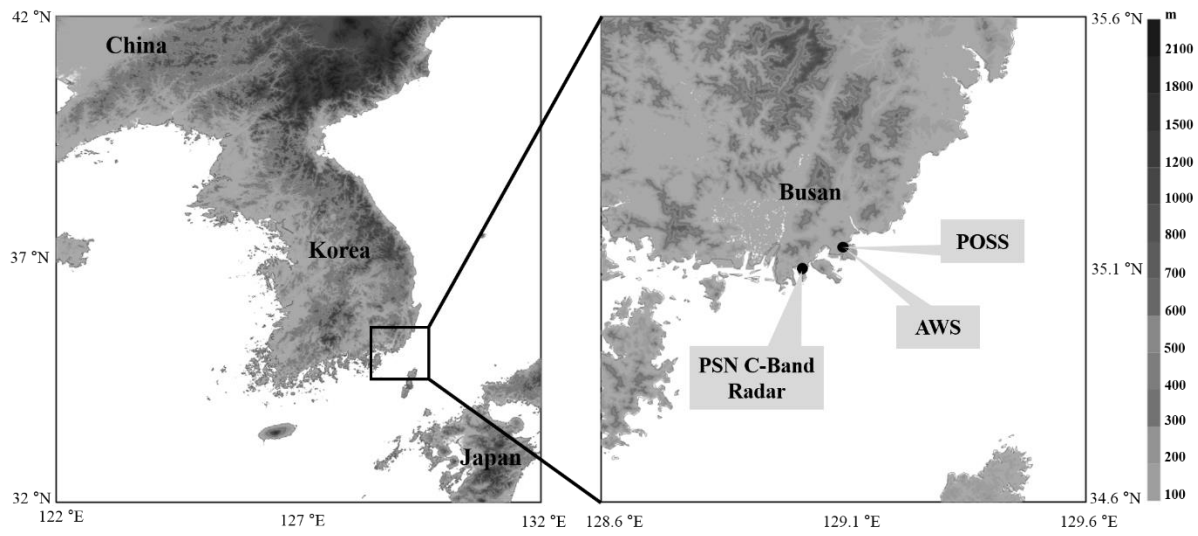 42 °N
China
37 °N
Korea
Japan
32 °N
122 °E
127 °E
132 °E
35.6 °N
Busan
POSS
35.1 °N
AWS
PSN C-Band
Radar
34.6 °N
128.6 °E
129.1 °E
129.6 °E
m
2100
1800
1500
1200
1000
800
700
600
500
400
300
200
100